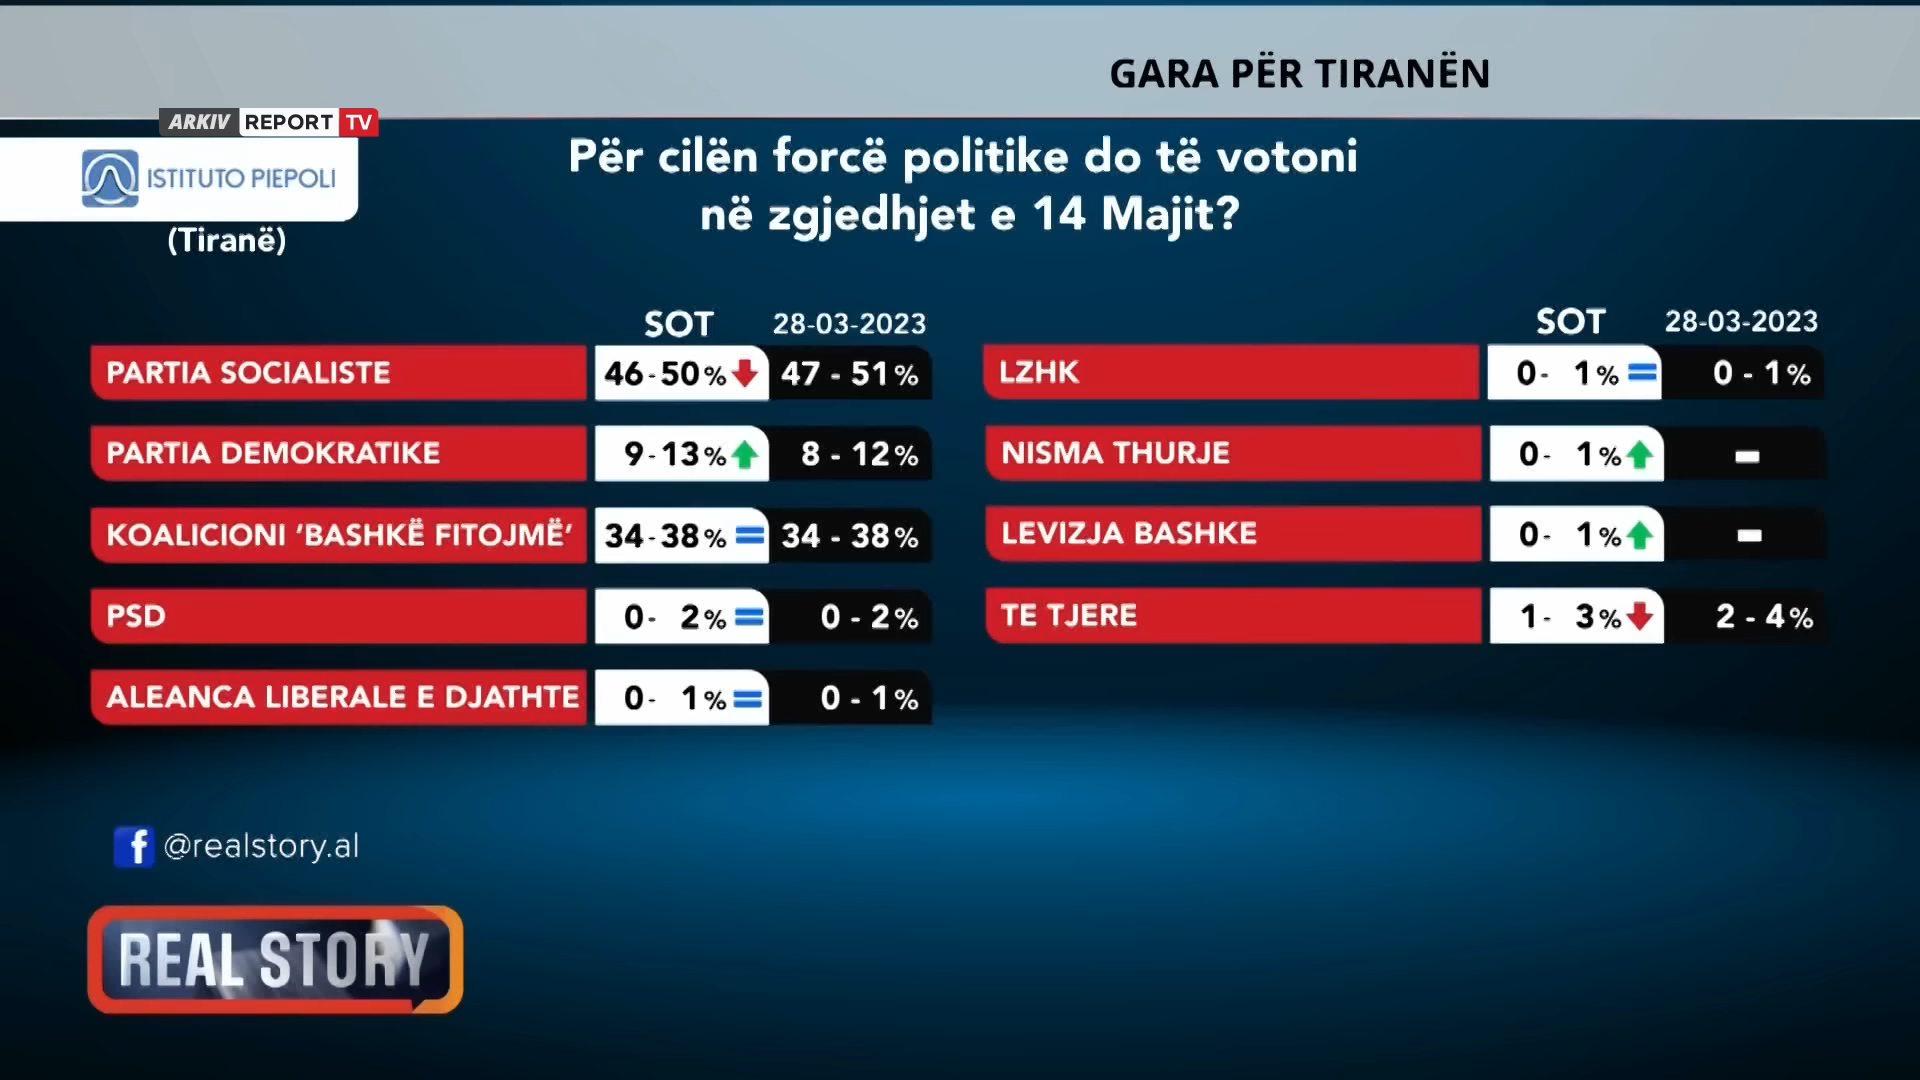 GARA PËR TIRANËN
ARKIV REPORT TV
ISTITUTO PIEPOLI
(Tiranë)
Për cilën forcë politike do të votoni
në zgjedhjet e 14 Majit?
SOT 28-03-2023
PARTIA SOCIALISTE 46-50% 47 - 51%
PARTIA DEMOKRATIKE 9-13% 8 - 12%
KOALICIONI ‘BASHKË FITOJMË’ 34-38% 34 - 38%
PSD 0- 2% 0 - 2%
ALEANCA LIBERALE E DJATHTE 0- 1% 0 - 1%
SOT 28-03-2023
LZHK 0- 1% 0 - 1%
NISMA THURJE 0- 1% -
LEVIZJA BASHKE 0- 1% -
TE TJERE 1- 3% 2 - 4%
@realstory.al
REAL STORY